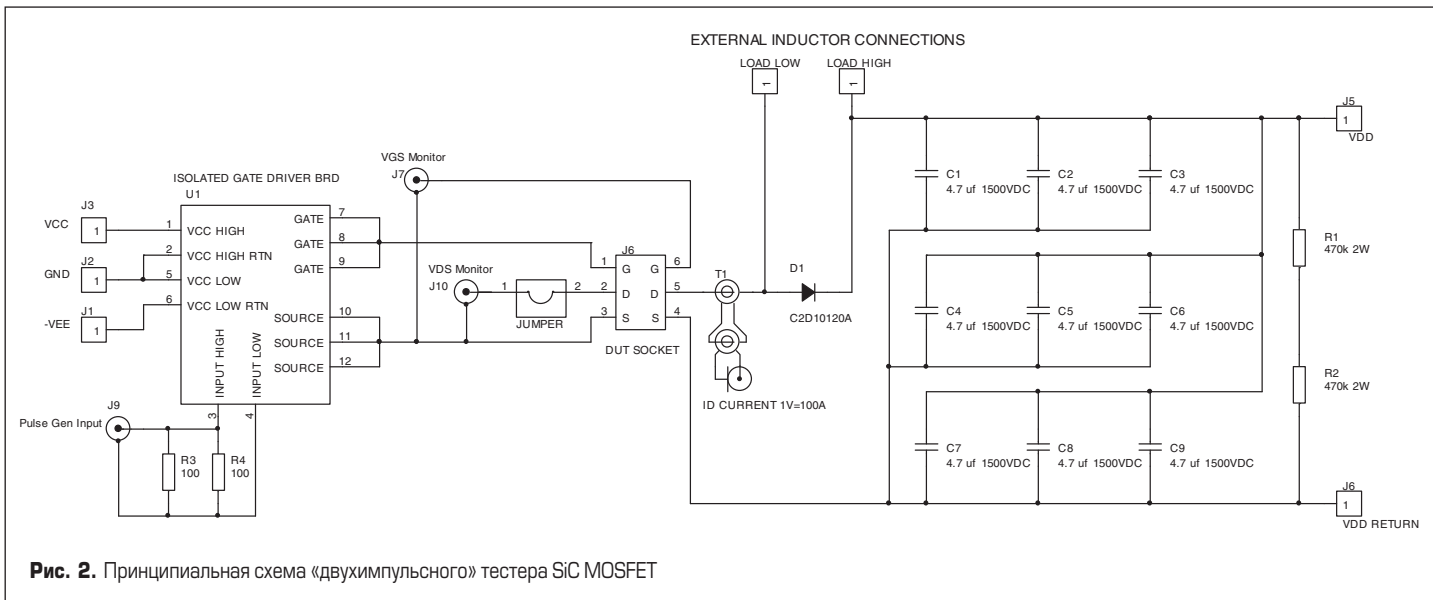 EXTERNAL INDUCTOR CONNECTIONS
LOAD LOW
LOAD HIGH
1
1
J5
1
VDD
VGS Monitor
J7
ISOLATED GATE DRIVER BRD
U1
J3
VCC
1
1
VCC HIGH
J2
GND
1
2
VCC HIGH RTN
5
VCC LOW
J1
-VEE
1
6
VCC LOW RTN
GATE
7
GATE
8
GATE
9
SOURCE
10
SOURCE
11
SOURCE
12
INPUT HIGH
INPUT LOW
3
4
J9
Pulse Gen Input
R3
100
R4
100
VDS Monitor
J10
1
2
JUMPER
J6
1
G
G
6
2
D
D
5
3
S
S
4
DUT SOCKET
T1
ID CURRENT 1V=100A
D1
C2D10120A
C1
4.7 uf 1500VDC
C2
4.7 uf 1500VDC
C3
4.7 uf 1500VDC
C4
4.7 uf 1500VDC
C5
4.7 uf 1500VDC
C6
4.7 uf 1500VDC
C7
4.7 uf 1500VDC
C8
4.7 uf 1500VDC
C9
4.7 uf 1500VDC
R1
470k 2W
R2
470k 2W
J6
1
VDD RETURN
Рис. 2. Принципиальная схема «двухимпульсного» тестера SiC MOSFET